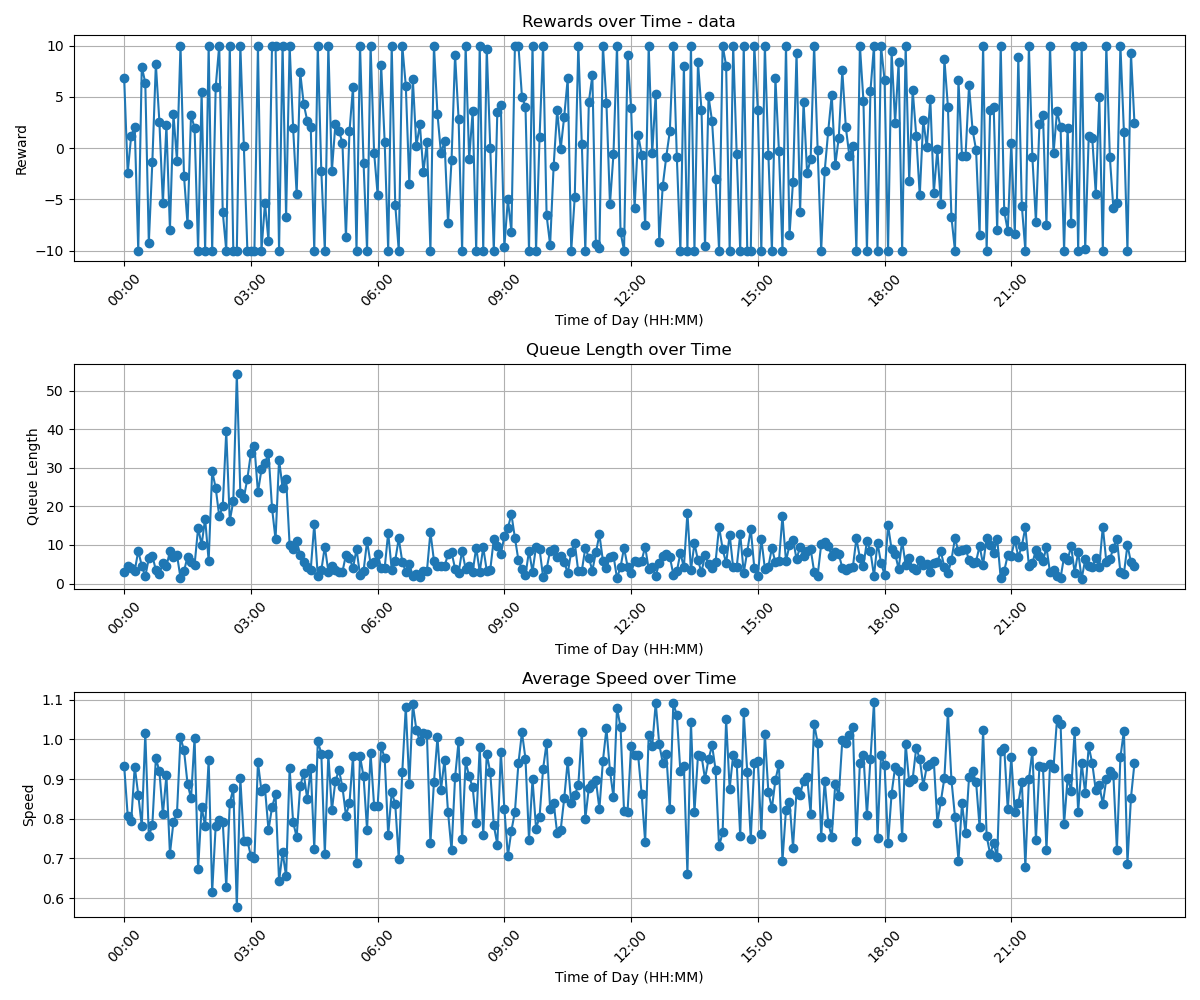 Rewards over Time - data
10
5
0
−5
−10
Reward
00:00 03:00 06:00 09:00 12:00 15:00 18:00 21:00
Time of Day (HH:MM)
Queue Length over Time
50
40
30
20
10
0
Queue Length
00:00 03:00 06:00 09:00 12:00 15:00 18:00 21:00
Time of Day (HH:MM)
Average Speed over Time
1.1
1.0
0.9
0.8
0.7
0.6
Speed
00:00 03:00 06:00 09:00 12:00 15:00 18:00 21:00
Time of Day (HH:MM)